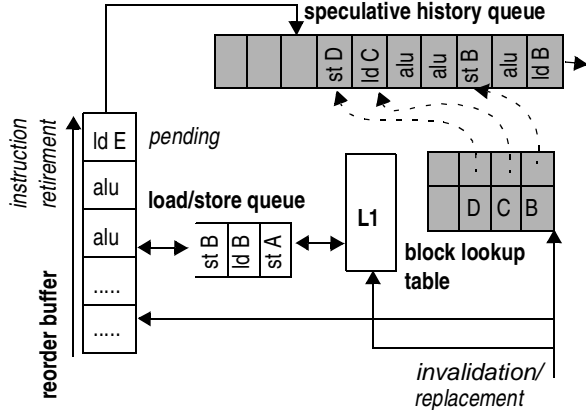 speculative history queue
st D
ld C
alu
alu
st B
alu
ld B
instruction
retirement
reorder buffer
ld E
pending
alu
alu
.....
.....
load/store queue
st B
ld B
st A
L1
D C B
block lookup
table
invalidation/
replacement